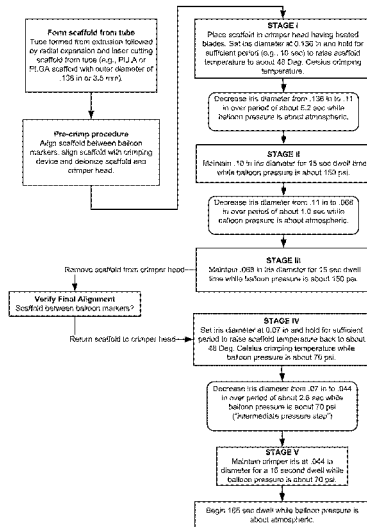 Form scaffold from tube
Tube formed from extrusion followed
by radial expansion and laser cutting
scaffold from tube (e.g., PLLA or
PLGA scaffold with outer diameter of
.136 in or 3.5 mm).
Pre-crimp procedure
Align scaffold between balloon
markers, align scaffold with crimping
device and deionize scaffold and
crimper head.
STAGE I
Place scaffold in crimper head having heated
blades. Set iris diameter at 0.136 in and hold for
sufficient period (e.g., 10 sec) to raise scaffold
temperature to about 48 Deg. Celsius crimping
temperature.
Decrease iris diameter from .136 in to .11
in over period of about 5.2 sec while
balloon pressure is about atmospheric.
STAGE II
Maintain .10 in iris diameter for 15 sec dwell time
while balloon pressure is about 150 psi.
Decrease iris diameter from .11 in to .068
in over period of about 1.0 sec while
balloon pressure is about atmospheric.
STAGE III
Maintain .068 in iris diameter for 15 sec dwell
time while balloon pressure is about 150 psi
Remove scaffold from crimper head
Verify Final Alignment
Scaffold between balloon markers?
Return scaffold to crimper head
STAGE IV
Set iris diameter at 0.07 in and hold for sufficient
period to raise scaffold temperature back to about
48 Deg. Celsius crimping temperature while
balloon pressure is about 70 psi.
Decrease iris diameter from .07 in to .044
in over period of about 2.6 sec while
balloon pressure is about 70 psi
("intermediate pressure step")
STAGE V
Maintain crimper iris at .044 in
diameter for a 15 second dwell while
balloon pressure is about 70 psi.
Begin 165 sec dwell while balloon pressure is
about atmospheric.